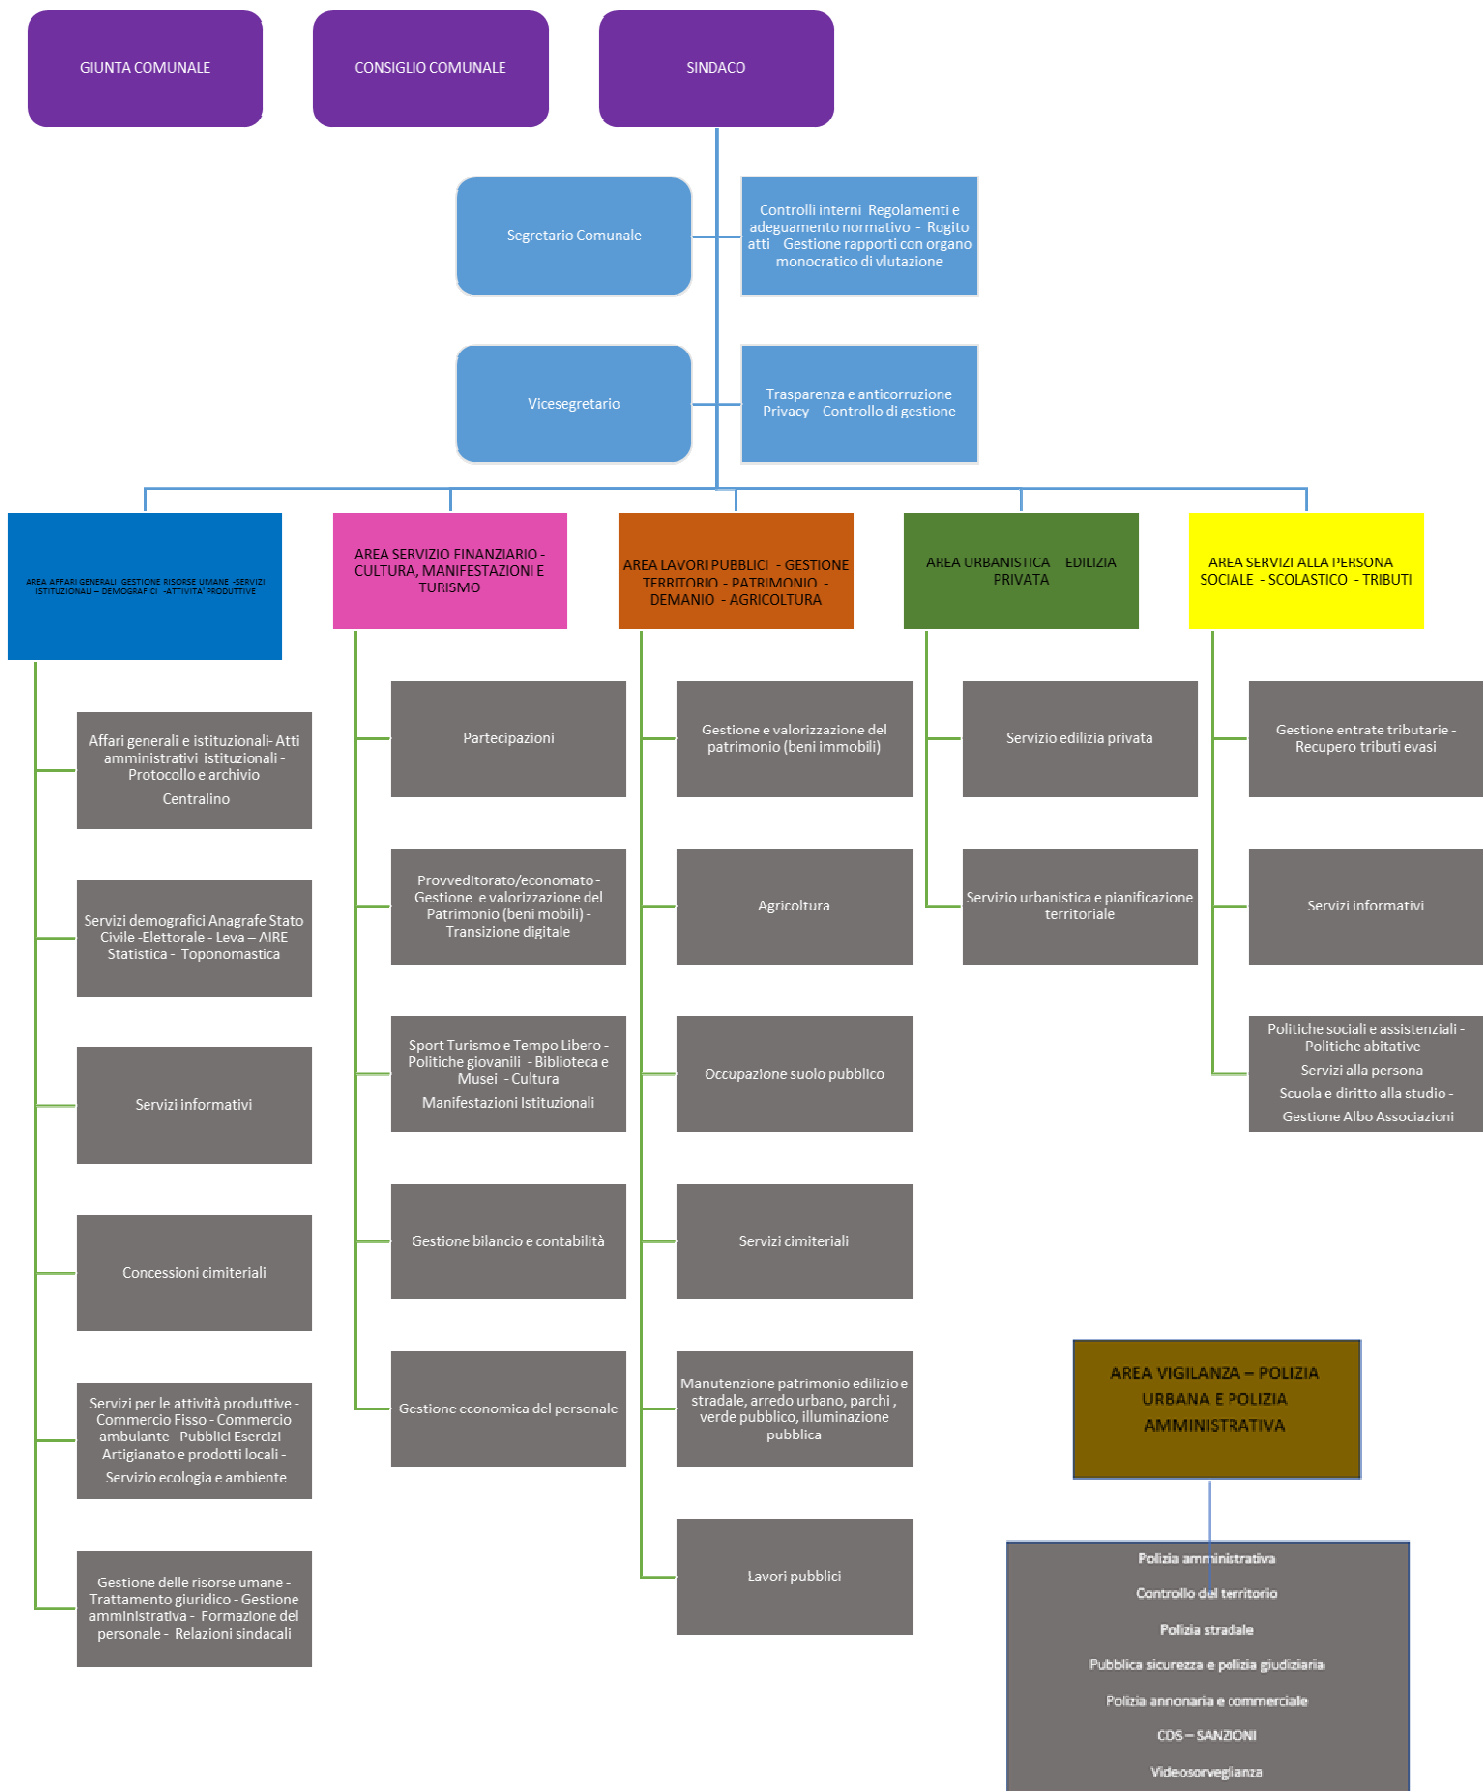 GIUNTA COMUNALE
CONSIGLIO COMUNALE
SINDACO
Segretario Comunale
Controlli interni Regolamenti e
adeguamento normativo - Rogito
atti Gestione rapporti con organo
monocratico di vlutazione
Vicesegretario
Trasparenza e anticorruzione
Privacy Controllo di gestione
AREA AFFARI GENERALI GESTIONE RISORSE UMANE -SERVIZI
ISTITUZIONALI – DEMOGRAFICI -ATTIVITA' PRODUTTIVE
Affari generali e istituzionali- Atti
amministrativi istituzionali -
Protocollo e archivio
Centralino
Servizi demografici Anagrafe Stato
Civile -Elettorale - Leva – AIRE
Statistica - Toponomastica
Servizi informativi
Concessioni cimiteriali
Servizi per le attività produttive -
Commercio Fisso - Commercio
ambulante Pubblici Esercizi
Artigianato e prodotti locali -
Servizio ecologia e ambiente
Gestione delle risorse umane -
Trattamento giuridico - Gestione
amministrativa - Formazione del
personale - Relazioni sindacali
AREA SERVIZIO FINANZIARIO -
CULTURA, MANIFESTAZIONI E
TURISMO
Partecipazioni
Provveditorato/economato -
Gestione e valorizzazione del
Patrimonio (beni mobili) -
Transizione digitale
Sport Turismo e Tempo Libero -
Politiche giovanili - Biblioteca e
Musei - Cultura
Manifestazioni Istituzionali
Gestione bilancio e contabilità
Gestione economica del personale
AREA LAVORI PUBBLICI - GESTIONE
TERRITORIO - PATRIMONIO -
DEMANIO - AGRICOLTURA
Gestione e valorizzazione del
patrimonio (beni immobili)
Agricoltura
Occupazione suolo pubblico
Servizi cimiteriali
Manutenzione patrimonio edilizio e
stradale, arredo urbano, parchi ,
verde pubblico, illuminazione
pubblica
Lavori pubblici
AREA URBANISTICA EDILIZIA
PRIVATA
Servizio edilizia privata
Servizio urbanistica e pianificazione
territoriale
AREA SERVIZI ALLA PERSONA
SOCIALE - SCOLASTICO - TRIBUTI
Gestione entrate tributarie -
Recupero tributi evasi
Servizi informativi
Politiche sociali e assistenziali -
Politiche abitative
Servizi alla persona
Scuola e diritto alla studio -
Gestione Albo Associazioni
AREA VIGILANZA – POLIZIA
URBANA E POLIZIA
AMMINISTRATIVA
Polizia amministrativa
Controllo del territorio
Polizia stradale
Pubblica sicurezza e polizia giudiziaria
Polizia annonaria e commerciale
CDS – SANZIONI
Videosorveglianza